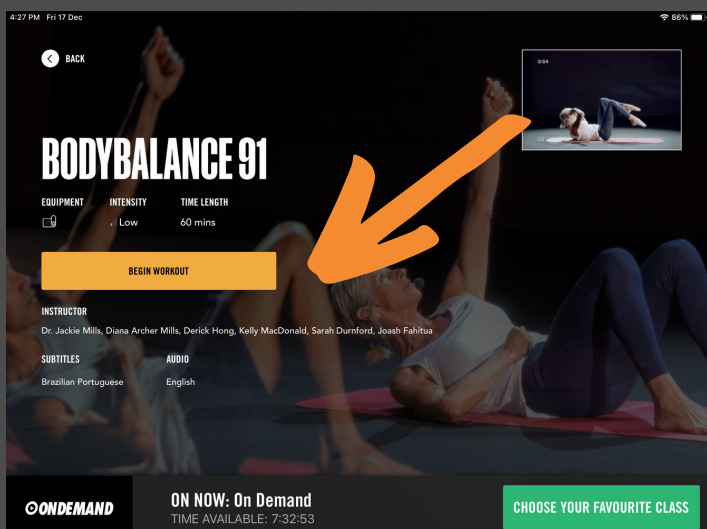 4:27 PM Fri 17 Dec
86%
BACK
BODYBALANCE 91
EQUIPMENT INTENSITY TIME LENGTH
Low 60 mins
BEGIN WORKOUT
INSTRUCTOR
Dr. Jackie Mills, Diana Archer Mills, Derick Hong, Kelly MacDonald, Sarah Durnford, Joash Fahitua
SUBTITLES AUDIO
Brazilian Portuguese English
ONDEMAND
ON NOW: On Demand
TIME AVAILABLE: 7:32:53
CHOOSE YOUR FAVOURITE CLASS